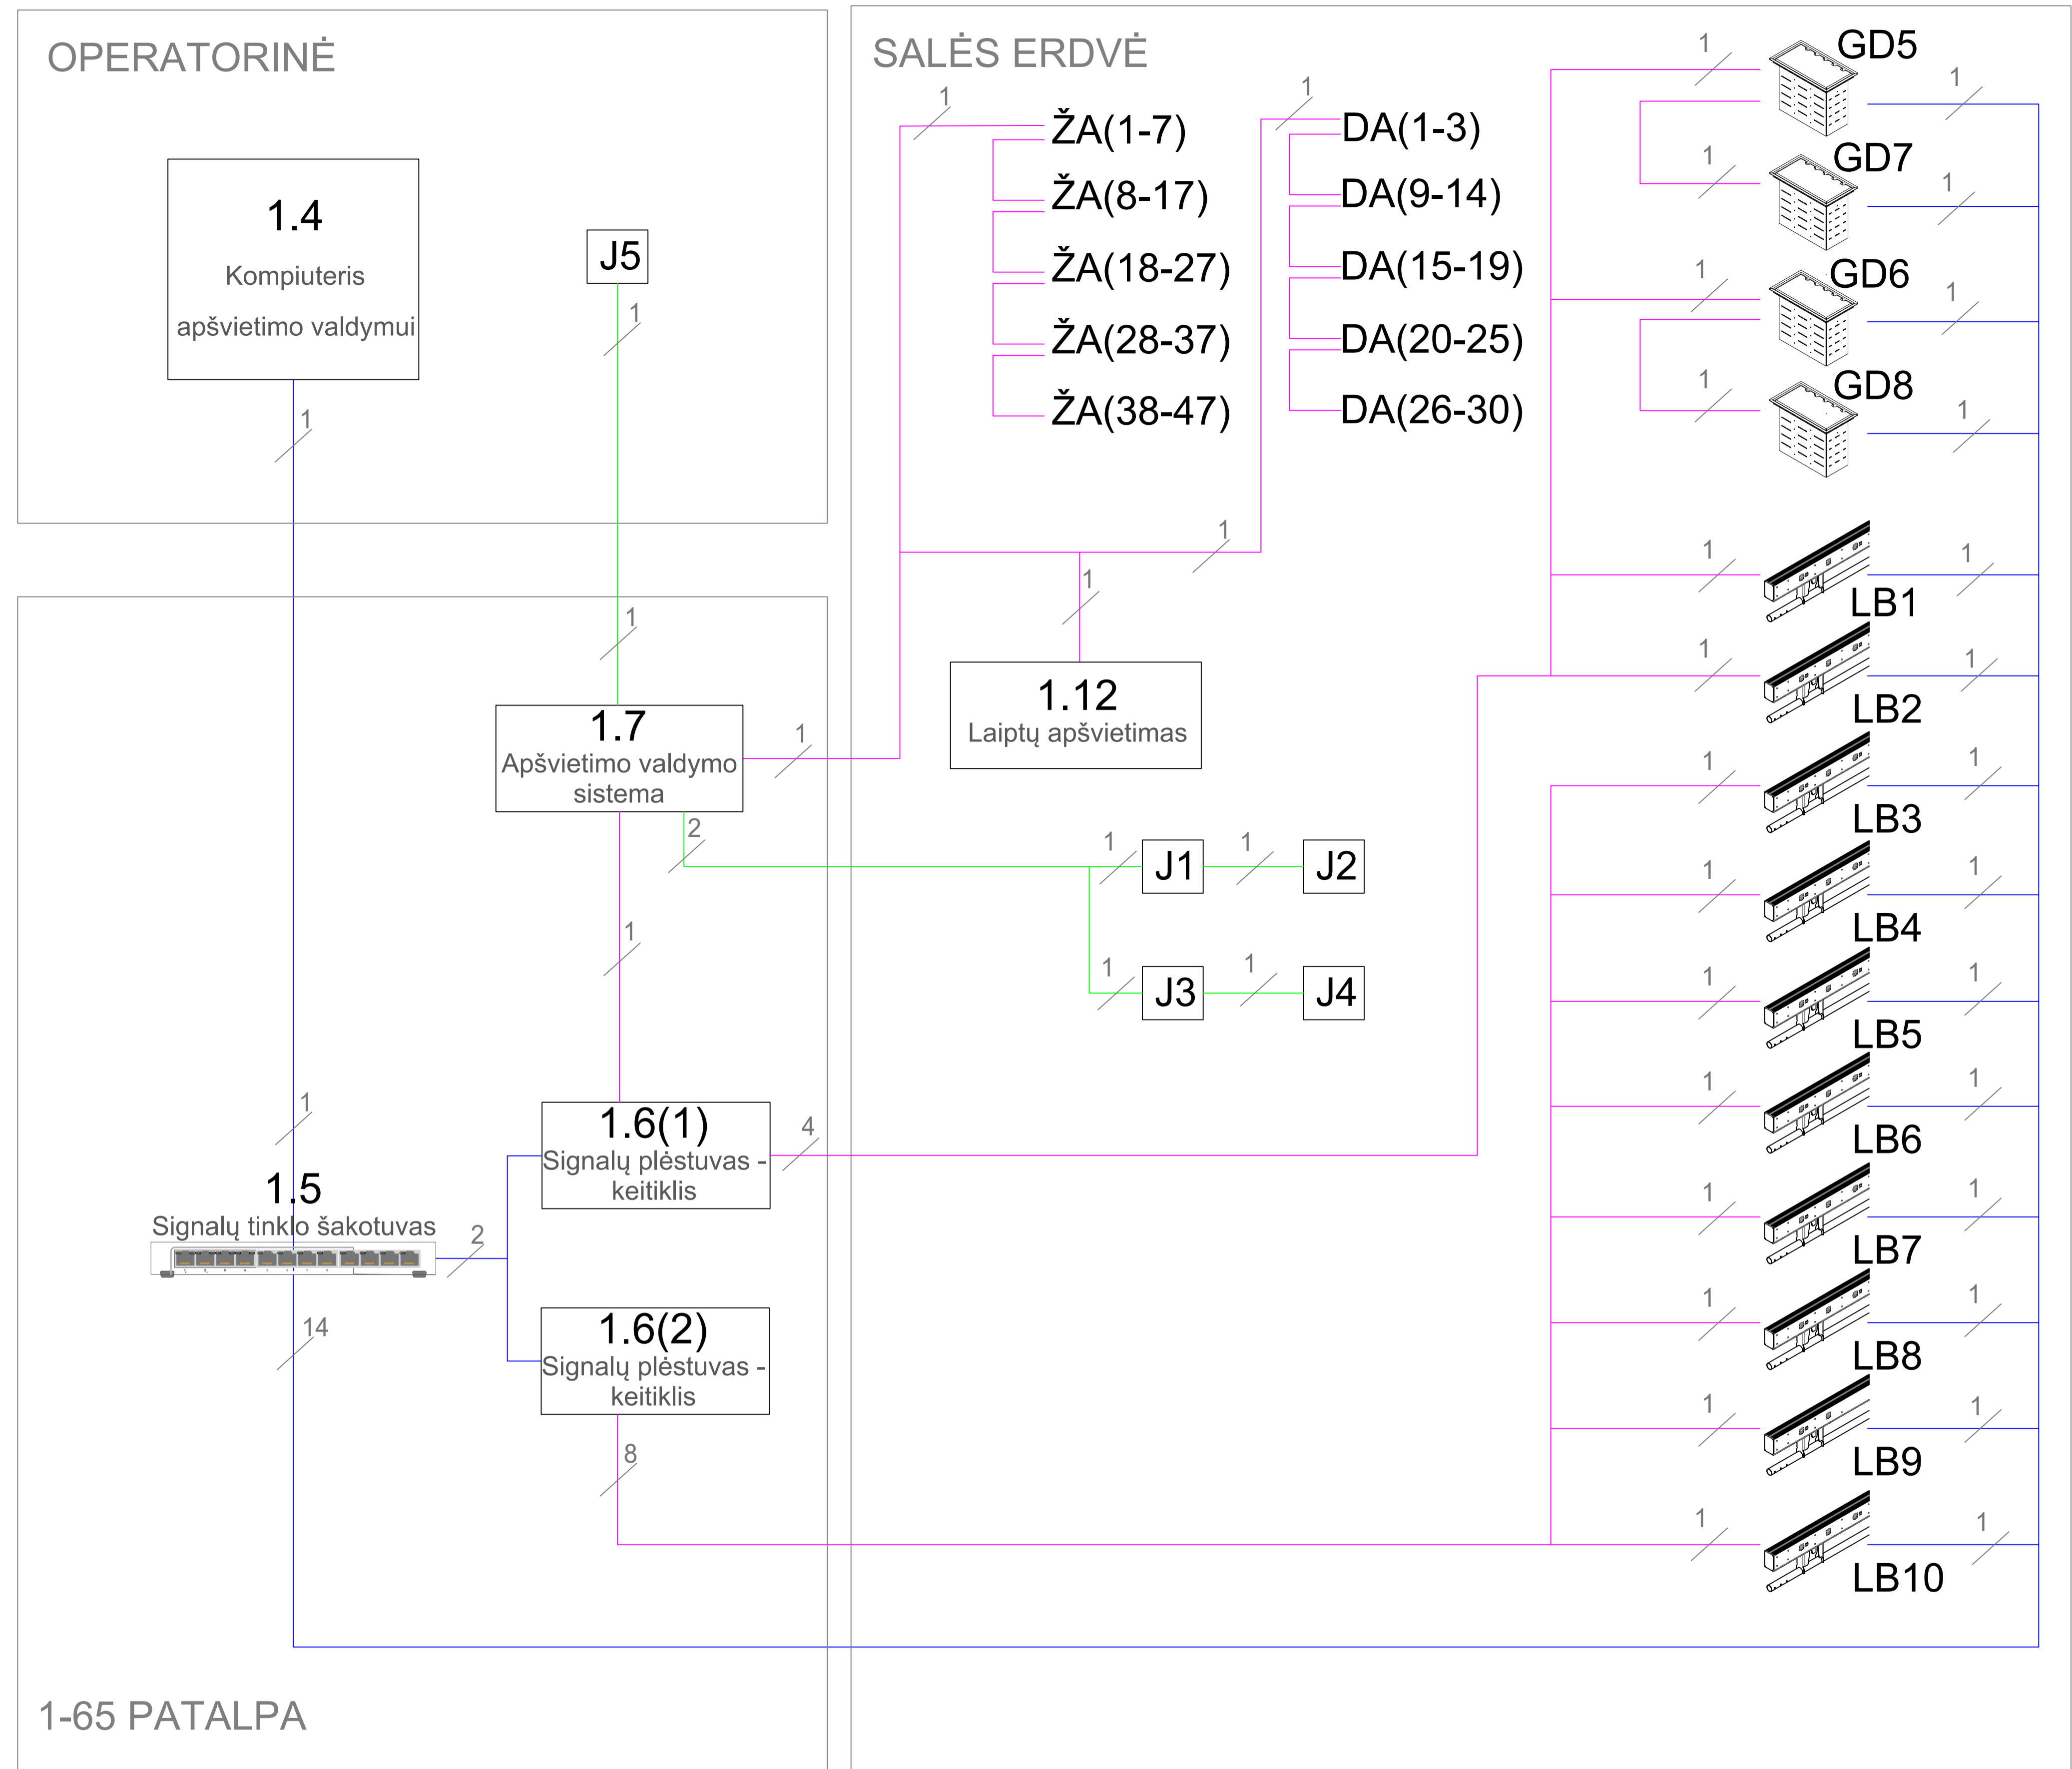 OPERATORINĖ
1.4
Kompiuteris
apšvietimo valdymui
1
J5
1
SALĖS ERDVĖ
1
ŽA(1-7)
ŽA(8-17)
ŽA(18-27)
ŽA(28-37)
ŽA(38-47)
1
DA(1-3)
DA(9-14)
DA(15-19)
DA(20-25)
DA(26-30)
1
1
1.12
Laiptų apšvietimas
1
GD5
1
1
GD7
1
1
GD6
1
1
GD8
1
1
1
LB1
1
1
LB2
1
1
LB3
1
1
LB4
1
1
LB5
1
1
LB6
1
1
LB7
1
1
LB8
1
1
LB9
1
1
LB10
1
1.7
Apšvietimo valdymo
sistema
1
2
1
J1
1
J2
1
J3
1
J4
1
1
1.5
Signalų tinklo šakotuvas
2
14
1.6(1)
Signalų plėstuvas -
keitiklis
4
1.6(2)
Signalų plėstuvas -
keitiklis
8
1-65 PATALPA